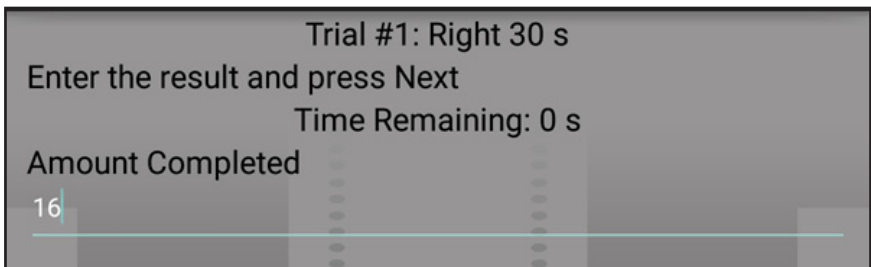 Trial #1: Right 30 s
Enter the result and press Next
Time Remaining: 0 s
Amount Completed
16